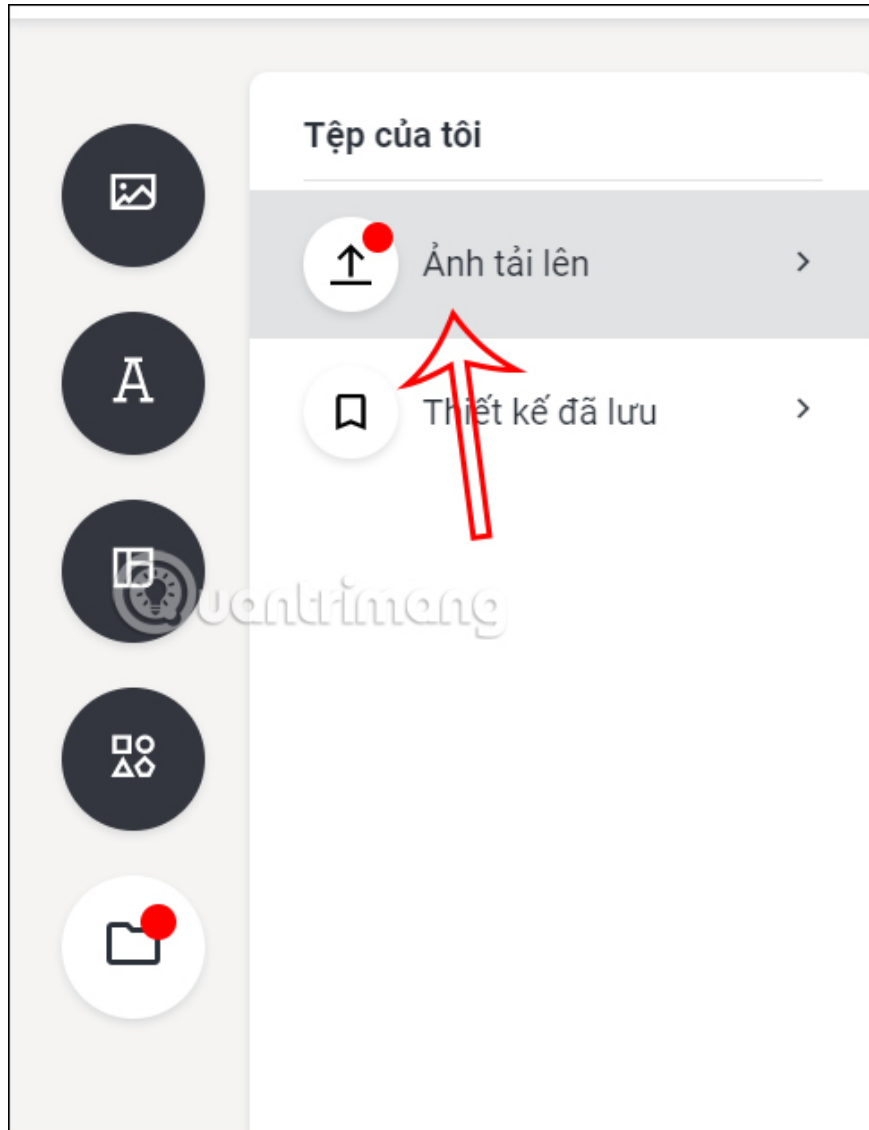 Tệp của tôi
Ảnh tải lên
Thiết kế đã lưu
Quantrimang